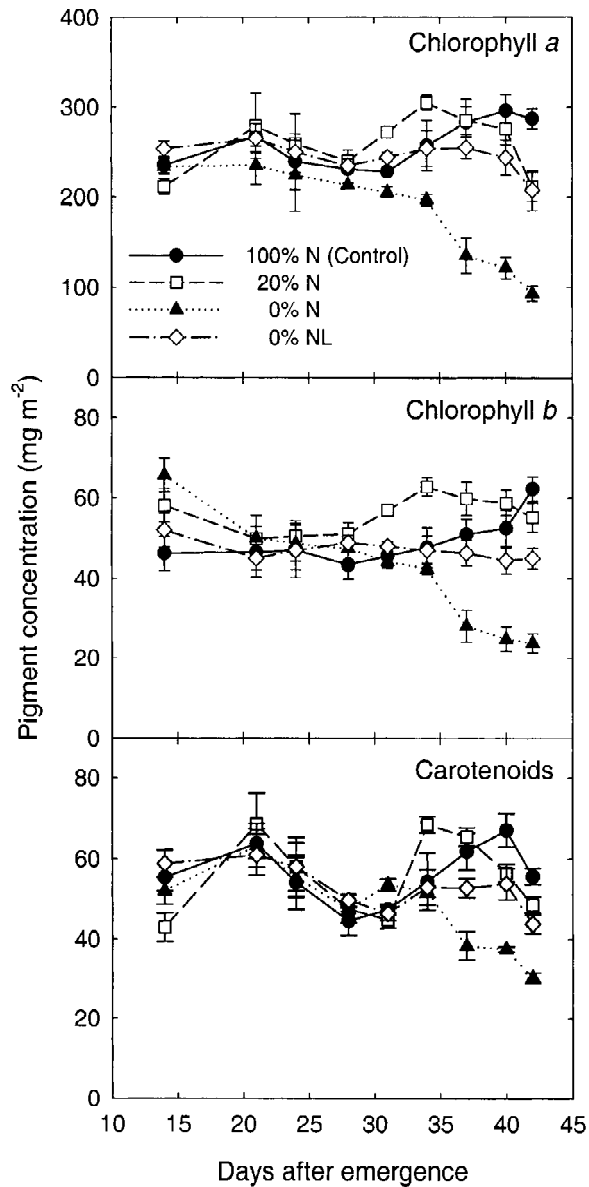 Chlorophyll a
400
300
200
100
0
100% N (Control)
20% N
0% N
0% NL
Pigment concentration (mg m-2)
Chlorophyll b
80
60
40
20
0
Carotenoids
80
60
40
20
0
10 15 20 25 30 35 40 45
Days after emergence